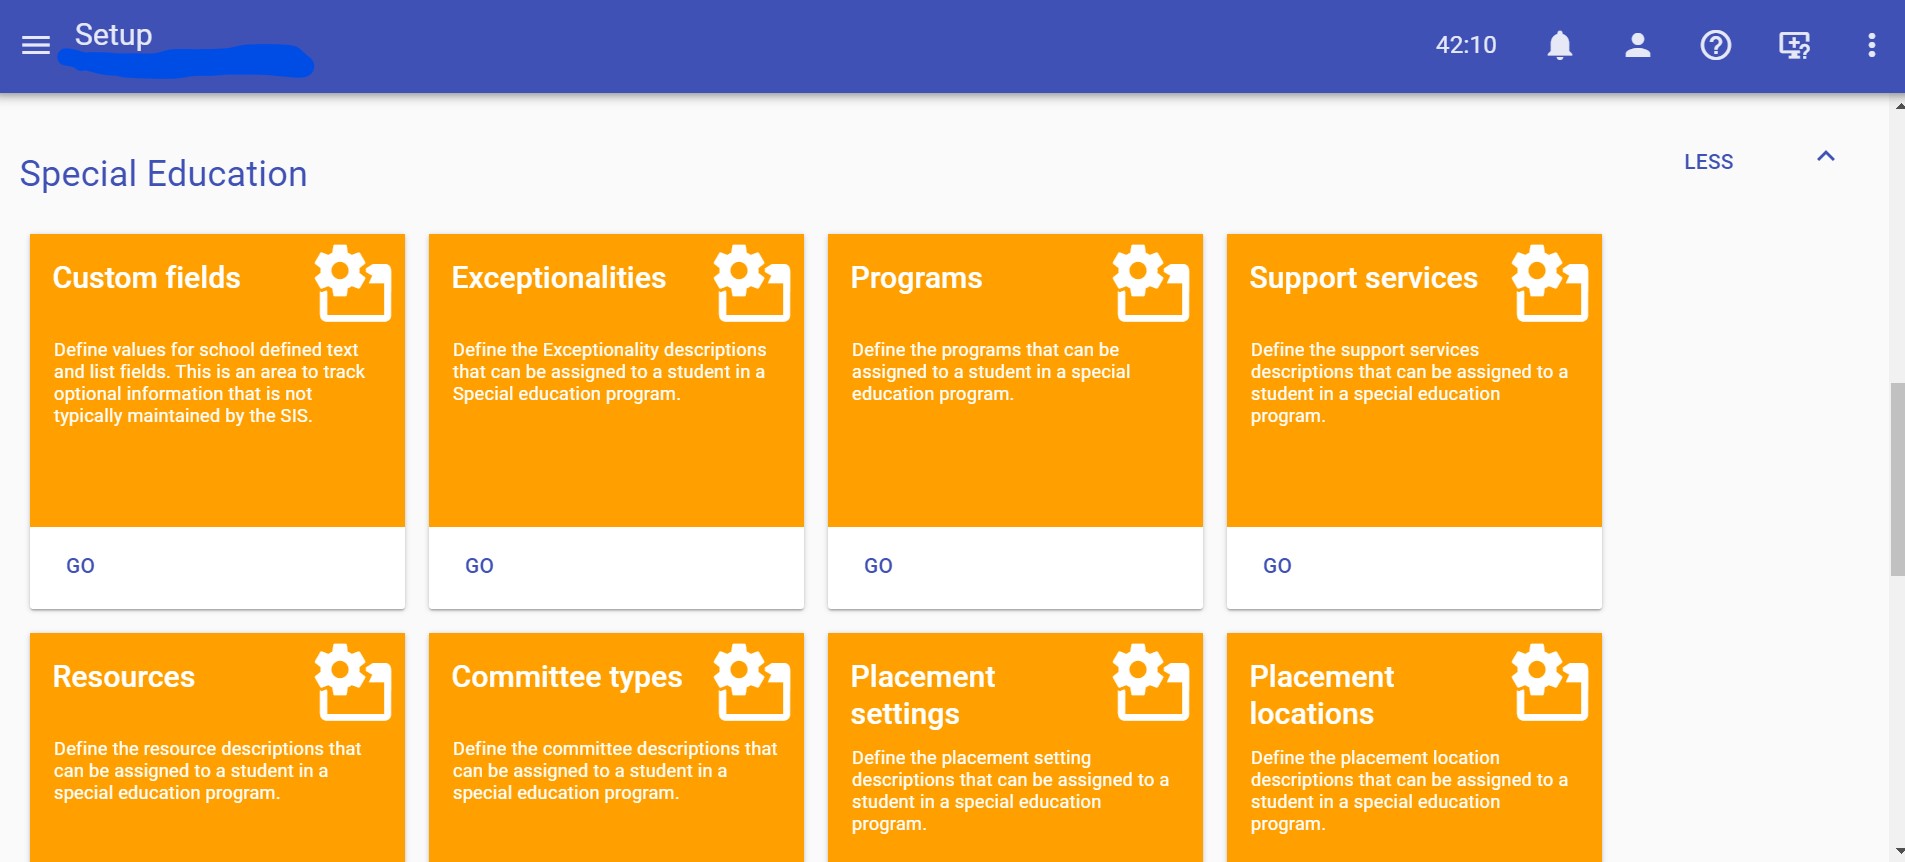 Setup
42:10
Special Education
LESS
Custom fields
Define values for school defined text
and list fields. This is an area to track
optional information that is not
typically maintained by the SIS.
GO
Exceptionalities
Define the Exceptionality descriptions
that can be assigned to a student in a
Special education program.
GO
Programs
Define the programs that can be
assigned to a student in a special
education program.
GO
Support services
Define the support services
descriptions that can be assigned to a
student in a special education
program.
GO
Resources
Define the resource descriptions that
can be assigned to a student in a
special education program.
Committee types
Define the committee descriptions that
can be assigned to a student in a
special education program.
Placement
settings
Define the placement setting
descriptions that can be assigned to a
student in a special education
program.
Placement
locations
Define the placement location
descriptions that can be assigned to a
student in a special education
program.